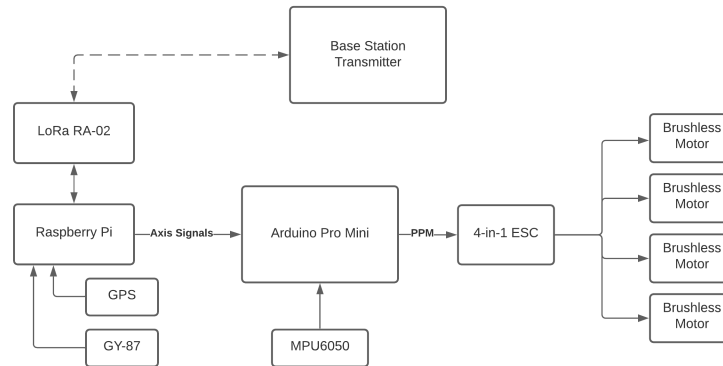 Base Station
Transmitter
LoRa RA-02
Raspberry Pi
Axis Signals
Arduino Pro Mini
PPM
4-in-1 ESC
Brushless
Motor
Brushless
Motor
Brushless
Motor
Brushless
Motor
GPS
GY-87
MPU6050